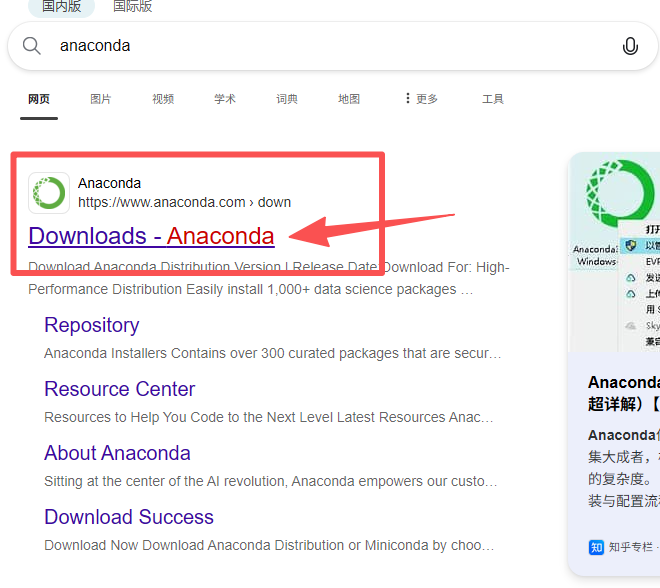 国内版 国际版
anaconda
网页 图片 视频 学术 词典 地图 更多 工具
Anaconda
https://www.anaconda.com › down
Downloads - Anaconda
Download Anaconda Distribution Version | Release Date Download For: High-
Performance Distribution Easily install 1,000+ data science packages …
Repository
Anaconda Installers Contains over 300 curated packages that are secur…
Resource Center
Resources to Help You Code to the Next Level Latest Resources Anac…
About Anaconda
Sitting at the center of the AI revolution, Anaconda empowers our custo…
Download Success
Download Now Download Anaconda Distribution or Miniconda by choo…
打开
Anaconda
以管
Windows-
EVF
发送
上传
用 S
Sky
兼容
Anaconda
超详解）【
Anaconda
集大成者，
的复杂度。
装与配置流程
知 知乎专栏 ·